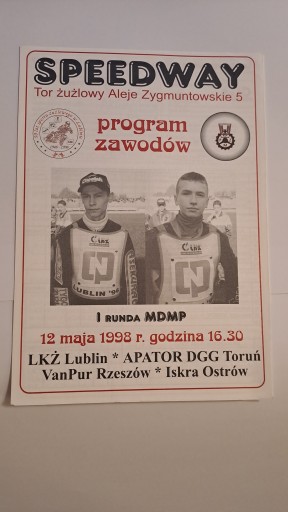 SPEEDWAY
Tor żużlowy Aleje Zygmuntowskie 5
program
zawodów
LUBLIN '98
I RUNDA MDMP
12 maja 1998 r. godzina 16.30
LKŻ Lublin * APATOR DGG Toruń
VanPur Rzeszów * Iskra Ostrów